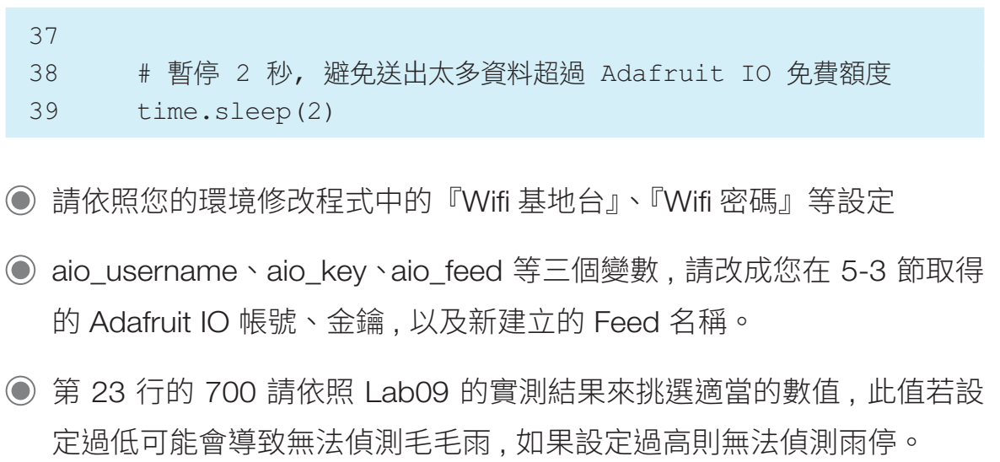 37
38 # 暫停 2 秒, 避免送出太多資料超過 Adafruit IO 免費額度
39 time.sleep(2)
◉ 請依照您的環境修改程式中的『Wifi 基地台』、『Wifi 密碼』等設定
◉ aio_username、aio_key、aio_feed 等三個變數 , 請改成您在 5-3 節取得
的 Adafruit IO 帳號、金鑰 , 以及新建立的 Feed 名稱。
◉ 第 23 行的 700 請依照 Lab09 的實測結果來挑選適當的數值 , 此值若設
定過低可能會導致無法偵測毛毛雨 , 如果設定過高則無法偵測雨停。